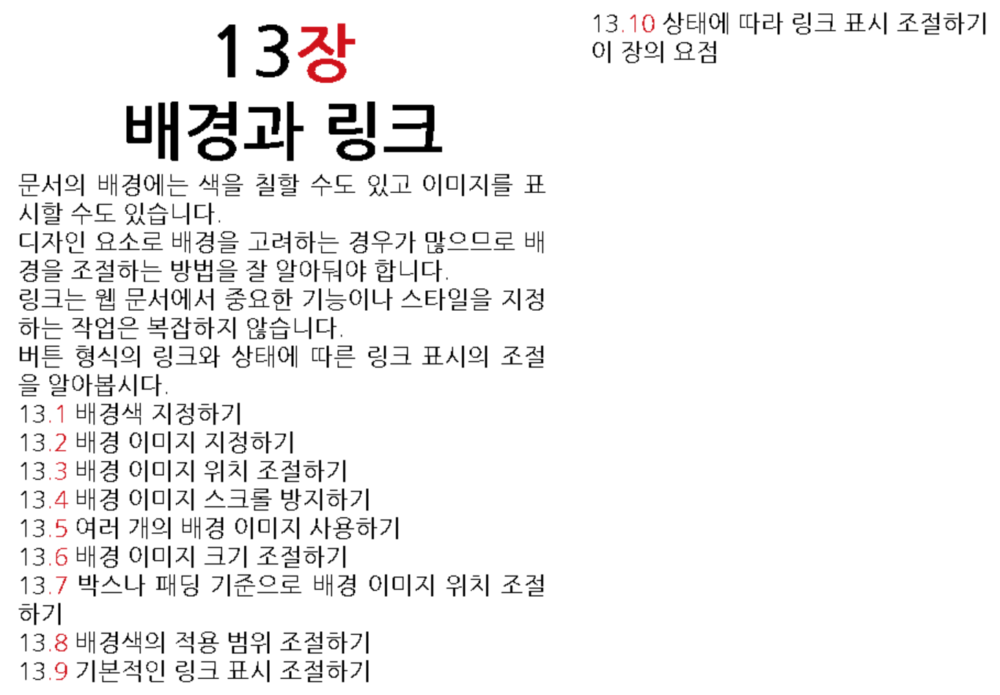 13장
배경과 링크
문서의 배경에는 색을 칠할 수도 있고 이미지를 표
시할 수도 있습니다.
디자인 요소로 배경을 고려하는 경우가 많으므로 배
경을 조절하는 방법을 잘 알아둬야 합니다.
링크는 웹 문서에서 중요한 기능이나 스타일을 지정
하는 작업은 복잡하지 않습니다.
버튼 형식의 링크와 상태에 따른 링크 표시의 조절
을 알아봅시다.
13.1 배경색 지정하기
13.2 배경 이미지 지정하기
13.3 배경 이미지 위치 조절하기
13.4 배경 이미지 스크롤 방지하기
13.5 여러 개의 배경 이미지 사용하기
13.6 배경 이미지 크기 조절하기
13.7 박스나 패딩 기준으로 배경 이미지 위치 조절
하기
13.8 배경색의 적용 범위 조절하기
13.9 기본적인 링크 표시 조절하기
13.10 상태에 따라 링크 표시 조절하기
이 장의 요점